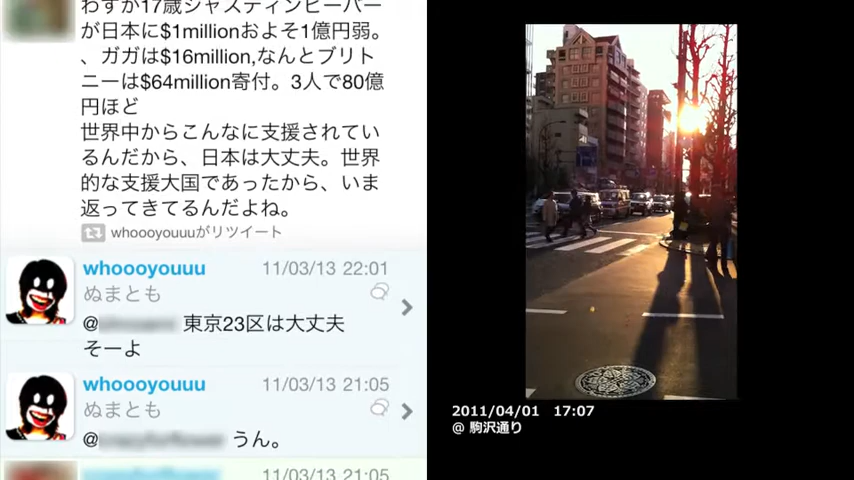 わずか17歳ジャスティンビーバー
が日本に$1millionおよそ1億円弱。
、ガガは$16million,なんとブリト
ニーは$64million寄付。3人で80億
円ほど
世界中からこんなに支援されてい
るんだから、日本は大丈夫。世界
的な支援大国であったから、いま
返ってきてるんだよね。
whoooyouuuがリツイート
whoooyouuu 11/03/13 22:01
ぬまとも
@ 東京23区は大丈夫
そーよ
whoooyouuu 11/03/13 21:05
ぬまとも
@ うん。
11/03/13 21:05
2011/04/01 17:07
@ 駒沢通り